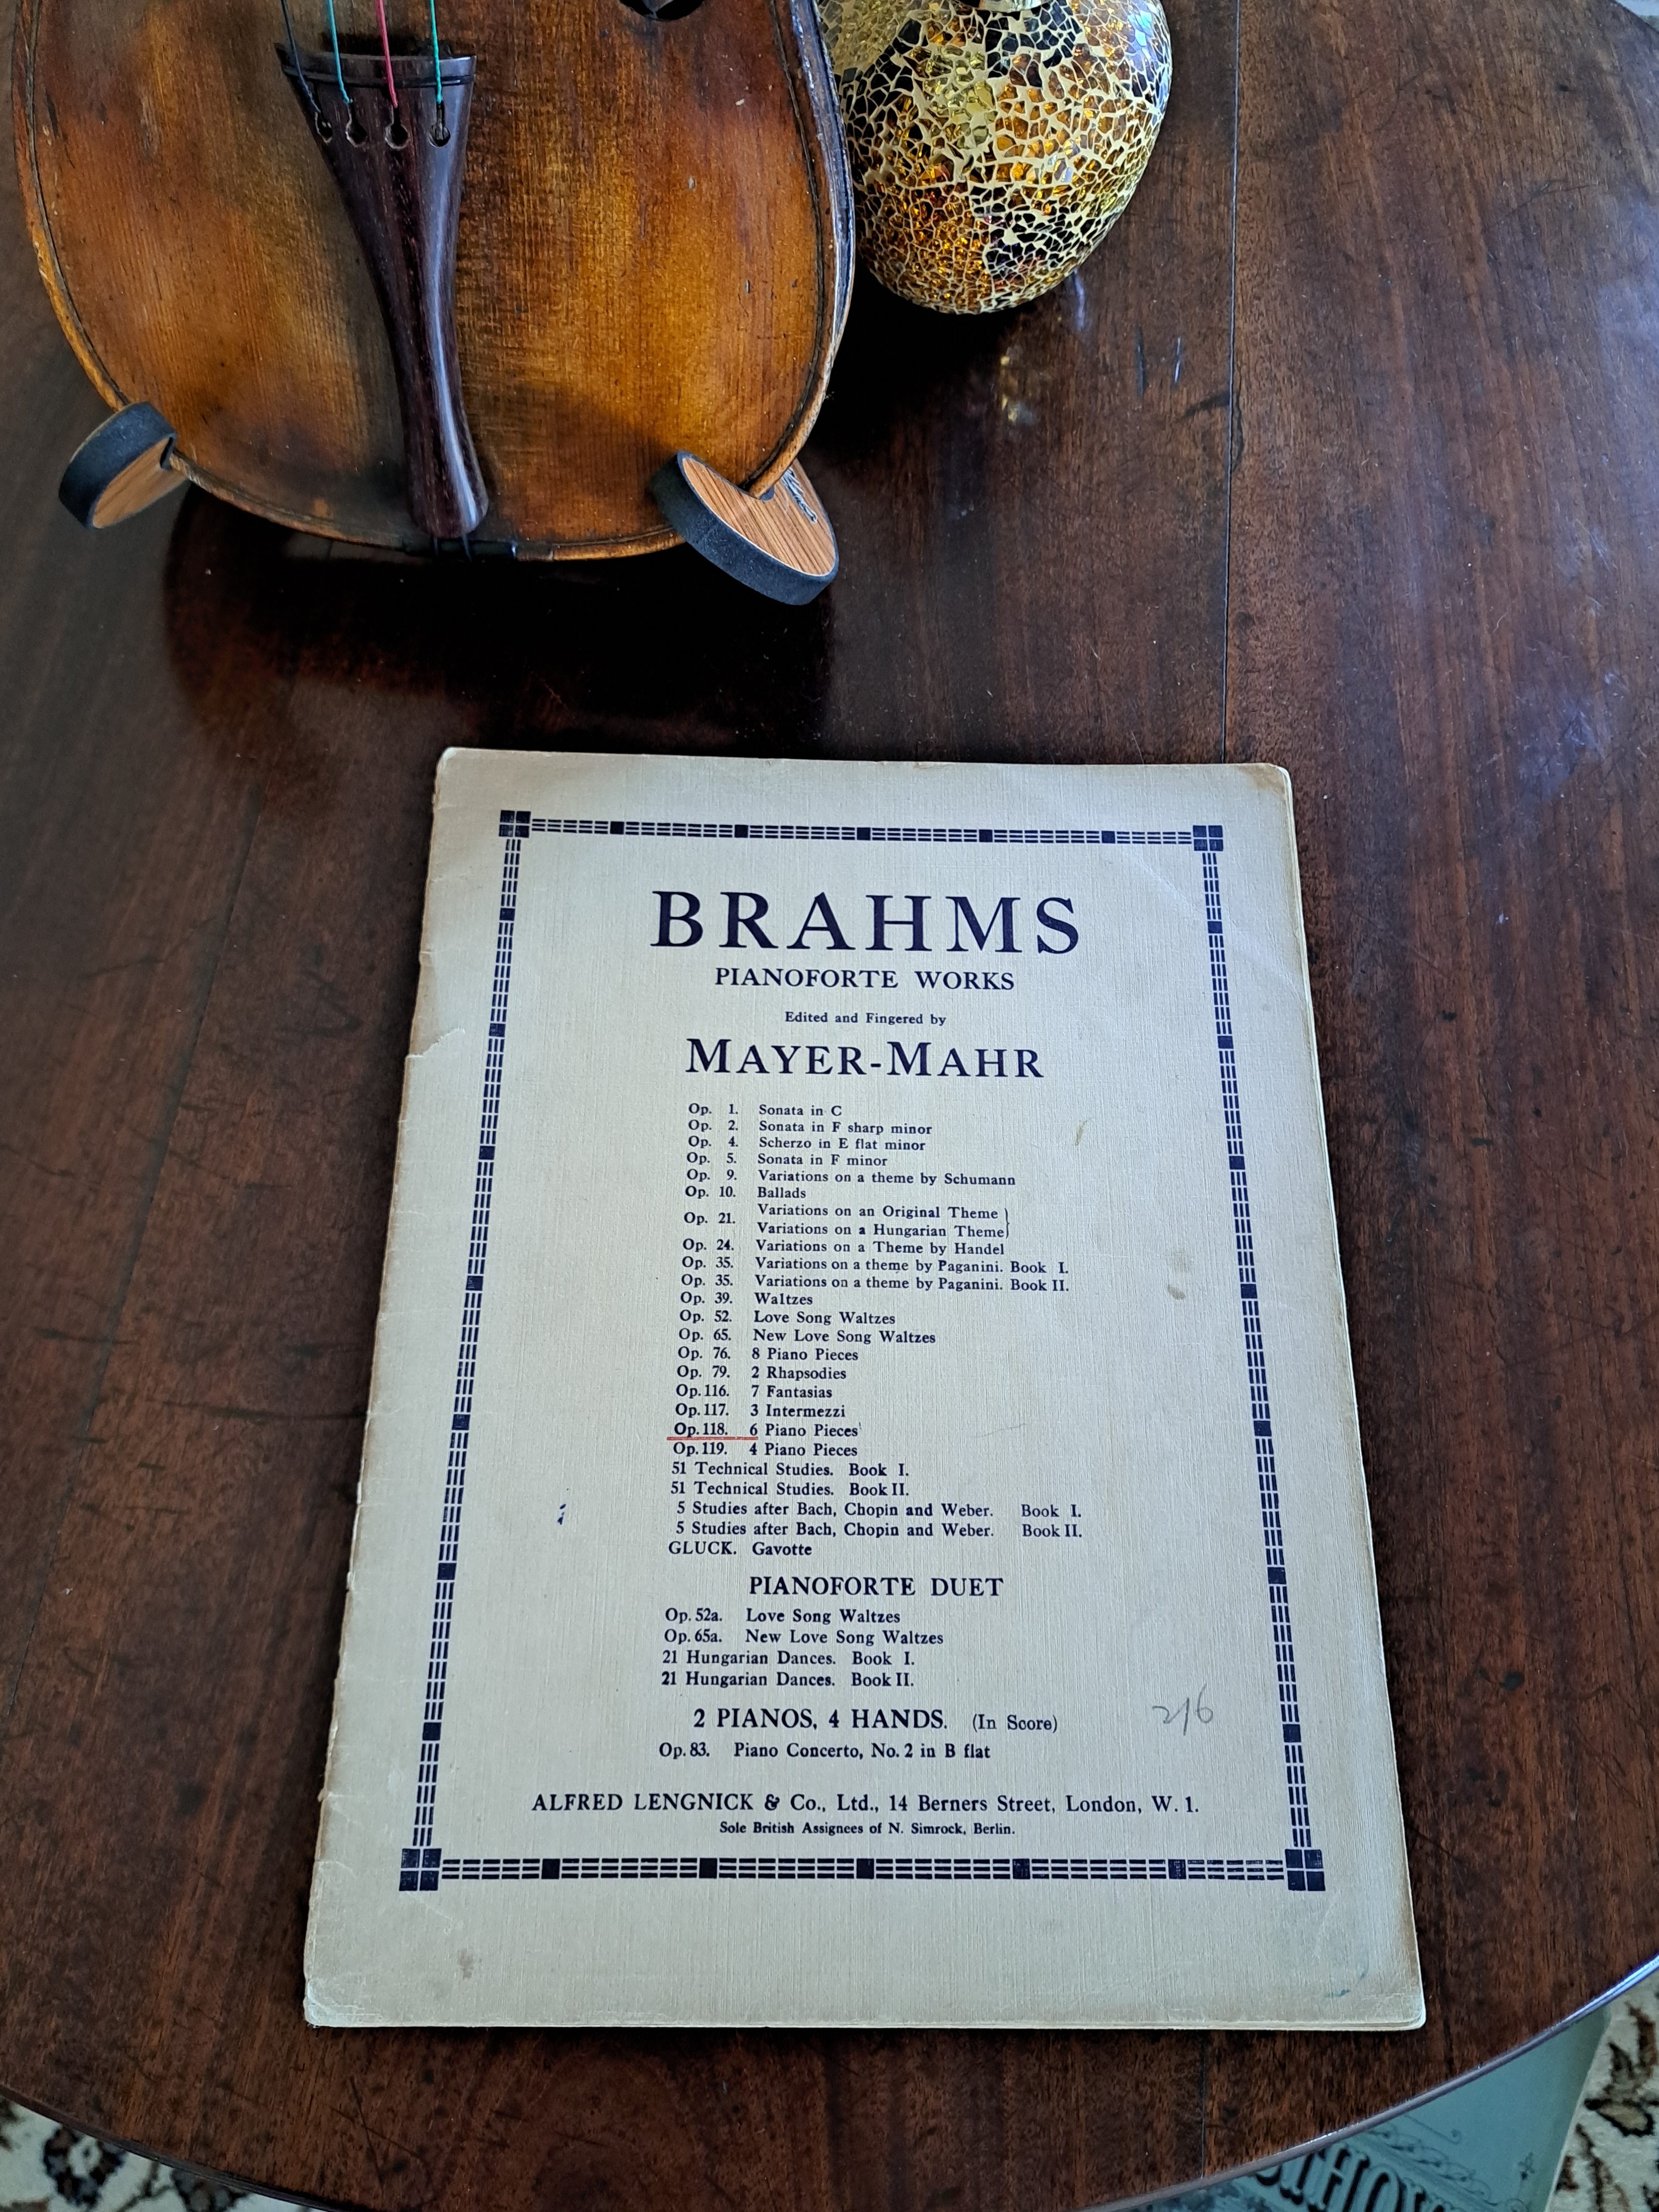 BRAHMS
PIANOFORTE WORKS
Edited and Fingered by
MAYER-MAHR
Op. 1. Sonata in C
Op. 2. Sonata in F sharp minor
Op. 4. Scherzo in E flat minor
Op. 5. Sonata in F minor
Op. 9. Variations on a theme by Schumann
Op. 10. Ballads
Op. 21. Variations on an Original Theme
Variations on a Hungarian Theme
Op. 24. Variations on a Theme by Handel
Op. 35. Variations on a theme by Paganini. Book I.
Op. 35. Variations on a theme by Paganini. Book II.
Op. 39. Waltzes
Op. 52. Love Song Waltzes
Op. 65. New Love Song Waltzes
Op. 76. 8 Piano Pieces
Op. 79. 2 Rhapsodies
Op. 116. 7 Fantasias
Op. 117. 3 Intermezzi
Op. 118. 6 Piano Pieces
Op. 119. 4 Piano Pieces
51 Technical Studies. Book I.
51 Technical Studies. Book II.
5 Studies after Bach, Chopin and Weber. Book I.
5 Studies after Bach, Chopin and Weber. Book II.
GLUCK. Gavotte
PIANOFORTE DUET
Op. 52a. Love Song Waltzes
Op. 65a. New Love Song Waltzes
21 Hungarian Dances. Book I.
21 Hungarian Dances. Book II.
2 PIANOS, 4 HANDS. (In Score)
2/6
Op. 83. Piano Concerto, No. 2 in B flat
ALFRED LENGNICK & Co., Ltd., 14 Berners Street, London, W. 1.
Sole British Assignees of N. Simrock, Berlin.